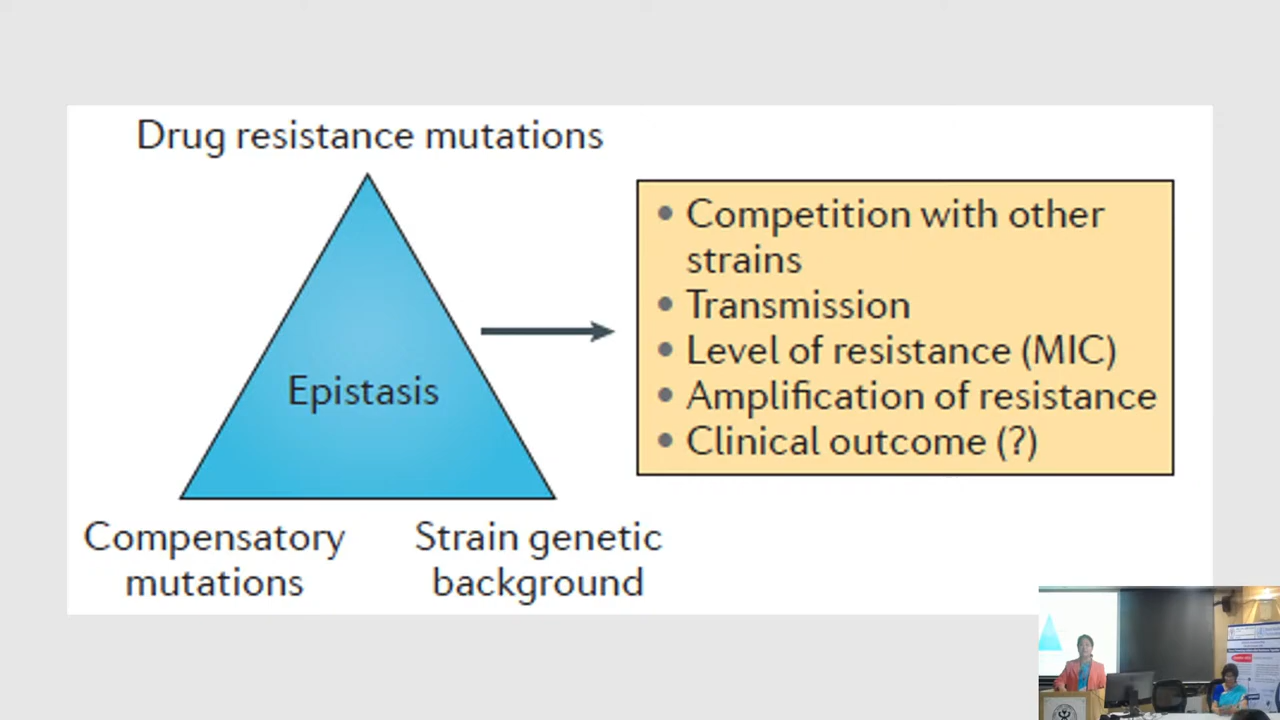 Drug resistance mutations
Epistasis
Compensatory
mutations
Strain genetic
background
• Competition with other
strains
• Transmission
• Level of resistance (MIC)
• Amplification of resistance
• Clinical outcome (?)